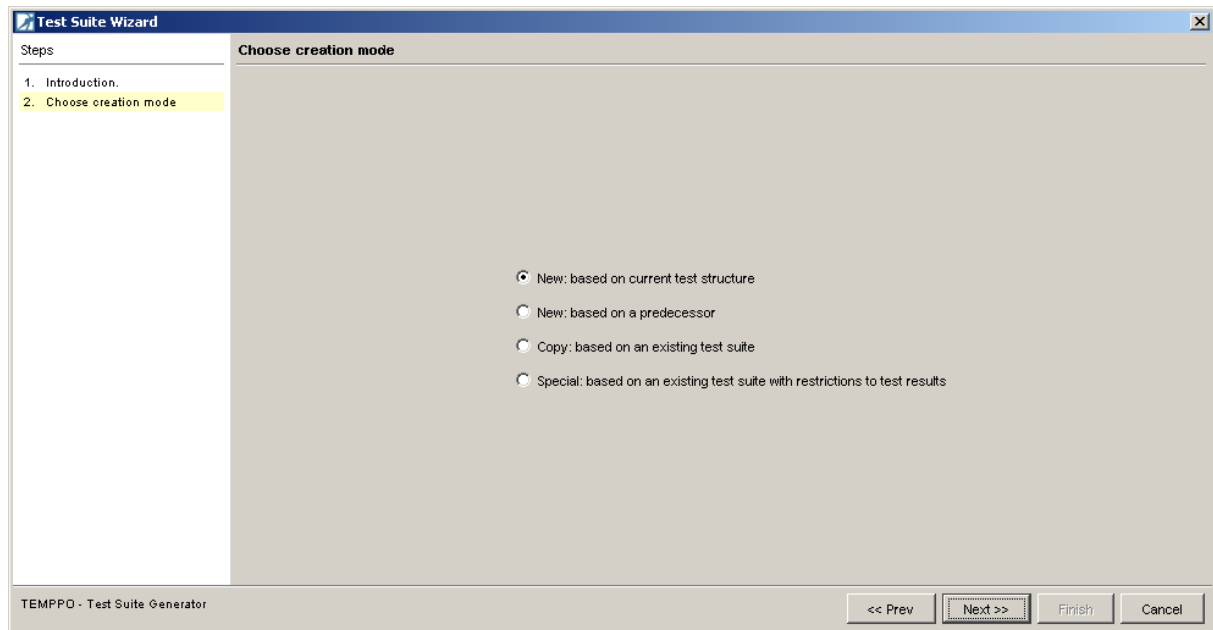 Test Suite Wizard
Steps
Choose creation mode
1. Introduction.
2. Choose creation mode
New: based on current test structure
New: based on a predecessor
Copy: based on an existing test suite
Special: based on an existing test suite with restrictions to test results
TEMPPO - Test Suite Generator
<< Prev
Next >>
Finish
Cancel